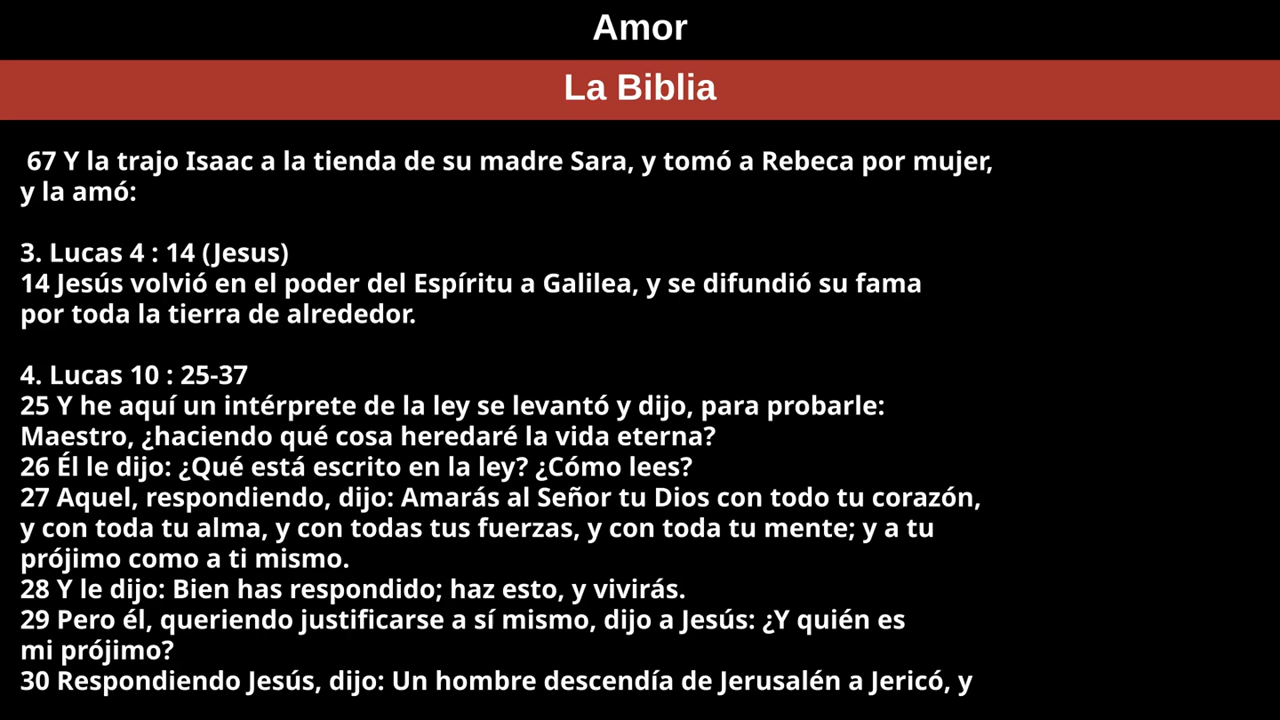 Amor
La Biblia
67 Y la trajo Isaac a la tienda de su madre Sara, y tomó a Rebeca por mujer,
y la amó:
3. Lucas 4 : 14 (Jesus)
14 Jesús volvió en el poder del Espíritu a Galilea, y se difundió su fama
por toda la tierra de alrededor.
4. Lucas 10 : 25-37
25 Y he aquí un intérprete de la ley se levantó y dijo, para probarle:
Maestro, ¿haciendo qué cosa heredaré la vida eterna?
26 Él le dijo: ¿Qué está escrito en la ley? ¿Cómo lees?
27 Aquel, respondiendo, dijo: Amarás al Señor tu Dios con todo tu corazón,
y con toda tu alma, y con todas tus fuerzas, y con toda tu mente; y a tu
prójimo como a ti mismo.
28 Y le dijo: Bien has respondido; haz esto, y vivirás.
29 Pero él, queriendo justificarse a sí mismo, dijo a Jesús: ¿Y quién es
mi prójimo?
30 Respondiendo Jesús, dijo: Un hombre descendía de Jerusalén a Jericó, y